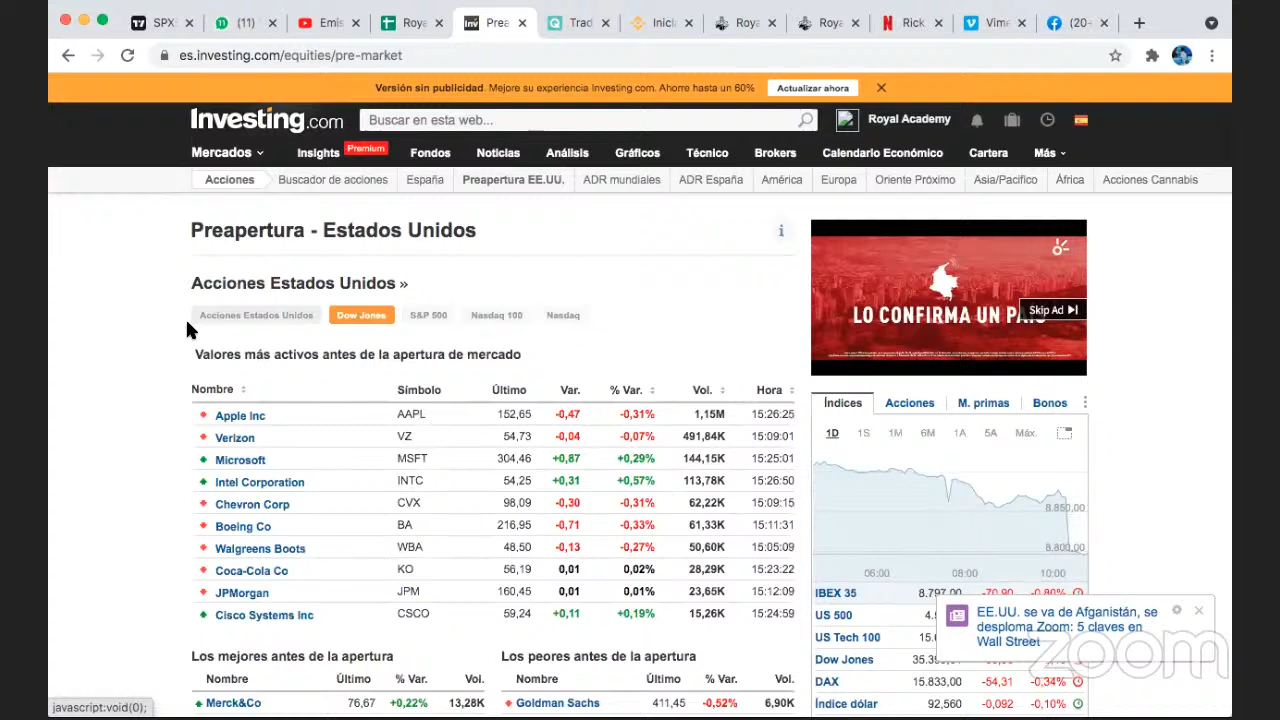 SPX
(11)
Emis
Roya
Prea
Trad
Inici
Roya
Roya
Rick
Vime
(20+
es.investing.com/equities/pre-market
Versión sin publicidad. Mejore su experiencia Investing.com. Ahorre hasta un 60%
Actualizar ahora
Investing.com
Buscar en esta web...
Royal Academy
Mercados
Insights
Premium
Fondos
Noticias
Análisis
Gráficos
Técnico
Brokers
Calendario Económico
Cartera
Más
Acciones
Buscador de acciones
España
Preapertura EE.UU.
ADR mundiales
ADR España
América
Europa
Oriente Próximo
Asia/Pacífico
África
Acciones Cannabis
Preapertura - Estados Unidos
i
Acciones Estados Unidos »
Acciones Estados Unidos
Dow Jones
S&P 500
Nasdaq 100
Nasdaq
Valores más activos antes de la apertura de mercado
Nombre Símbolo Último Var. % Var. Vol. Hora
Apple Inc AAPL 152,65 -0,47 -0,31% 1,15M 15:26:25
Verizon VZ 54,73 -0,04 -0,07% 491,84K 15:09:01
Microsoft MSFT 304,46 +0,87 +0,29% 144,15K 15:25:01
Intel Corporation INTC 54,25 +0,31 +0,57% 113,78K 15:26:50
Chevron Corp CVX 98,09 -0,30 -0,31% 62,22K 15:09:15
Boeing Co BA 216,95 -0,71 -0,33% 61,33K 15:11:31
Walgreens Boots WBA 48,50 -0,13 -0,27% 50,60K 15:05:09
Coca-Cola Co KO 56,19 0,01 0,02% 28,29K 15:23:22
JPMorgan JPM 160,45 0,01 0,01% 23,65K 15:12:09
Cisco Systems Inc CSCO 59,24 +0,11 +0,19% 15,26K 15:24:59
Los mejores antes de la apertura
Nombre Último % Var. Vol.
Merck&Co 76,67 +0,22% 13,28K
Los peores antes de la apertura
Nombre Último % Var. Vol.
Goldman Sachs 411,45 -0,52% 6,90K
LO CONFIRMA UN PAÍS
Skip Ad
Índices
Acciones
M. primas
Bonos
1D 1S 1M 6M 1A 5A Máx.
8.850,00
8.800,00
06:00 08:00 10:00
IBEX 35 8.797,00 -70,90 -0,80%
US 500
US Tech 100
Dow Jones
DAX 15.833,00 -54,31 -0,34%
Índice dólar 92,560 -0,092 -0,10%
EE.UU. se va de Afganistán, se
desploma Zoom: 5 claves en
Wall Street
zoom
javascript:void(0);